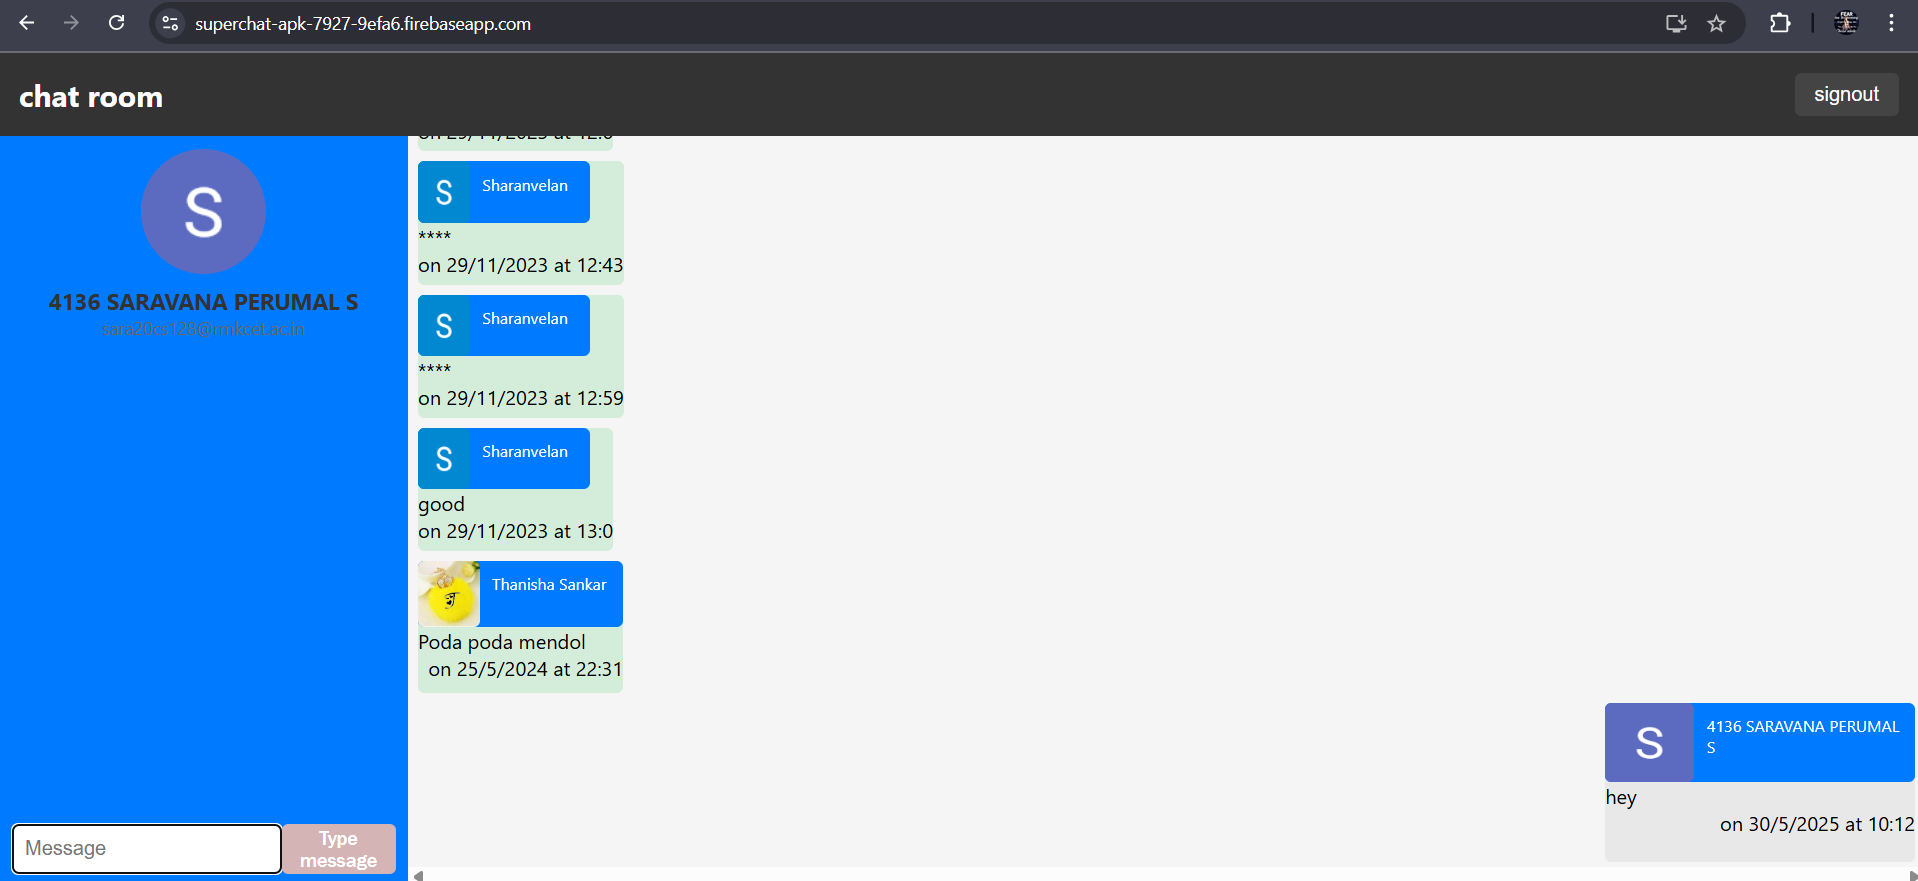 superchat-apk-7927-9efa6.firebaseapp.com
chat room
signout
S
4136 SARAVANA PERUMAL S
sara20cs128@rmkcet.ac.in
Message
Type
message
S
Sharanvelan
****
on 29/11/2023 at 12:43
S
Sharanvelan
****
on 29/11/2023 at 12:59
S
Sharanvelan
good
on 29/11/2023 at 13:0
Thanisha Sankar
Poda poda mendol
on 25/5/2024 at 22:31
S
4136 SARAVANA PERUMAL
S
hey
on 30/5/2025 at 10:12